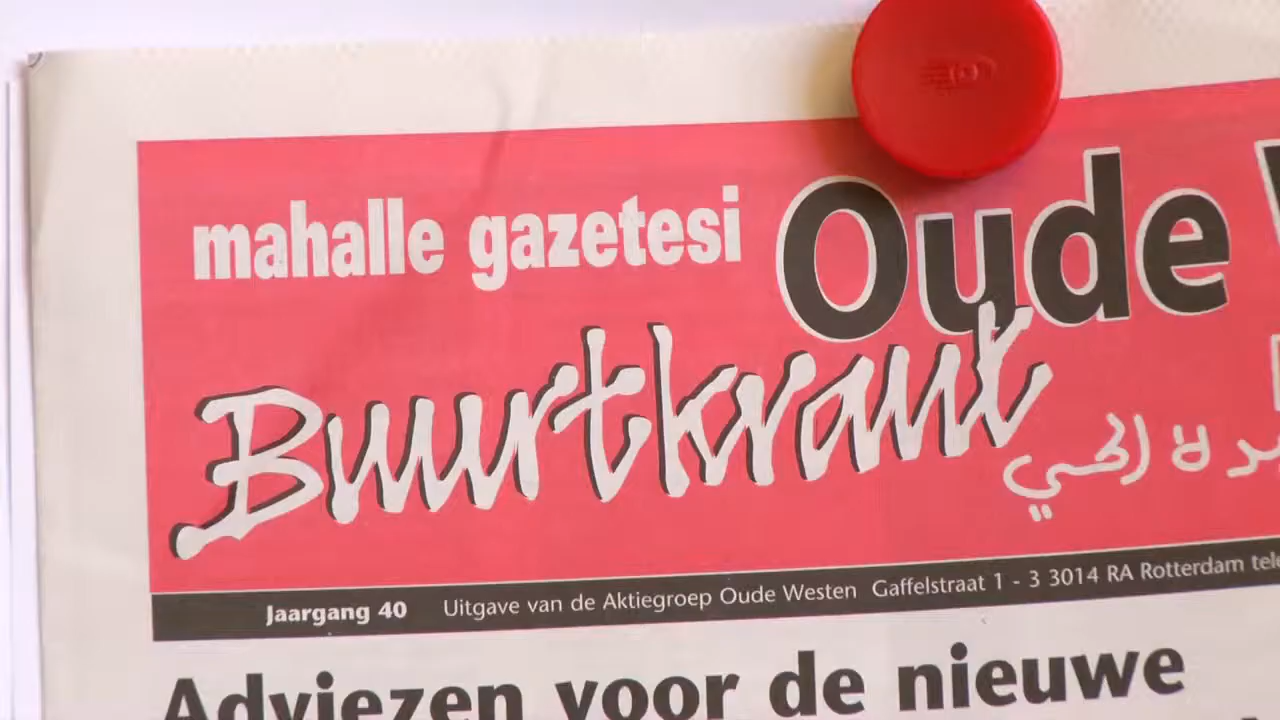 mahalle gazetesi Oude
Buurtkrant
الحي
Jaargang 40 Uitgave van de Aktiegroep Oude Westen Gaffelstraat 1 - 3 3014 RA Rotterdam
Adviezen voor de nieuwe